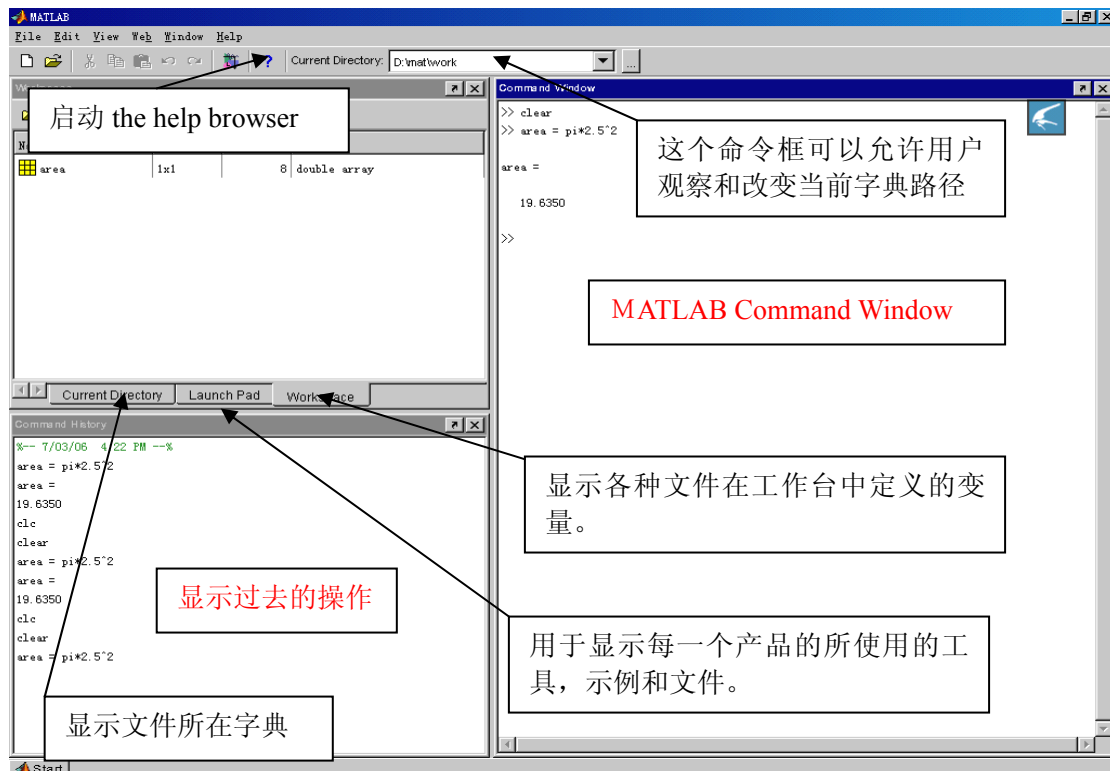 MATLAB
File Edit View Web Window Help
? Current Directory: D:\mat\work ...
启动 the help browser
area 1x1 8 double array
Current Directory Launch Pad Workspace
Command History
%-- 7/03/06 4:22 PM --%
area = pi*2.5^2
area =
19.6350
clc
clear
area = pi*2.5^2
area =
19.6350
clc
clear
area = pi*2.5^2
显示过去的操作
显示文件所在字典
Command Window
>> clear
>> area = pi*2.5^2
area =
19.6350
>>
这个命令框可以允许用户
观察和改变当前字典路径
MATLAB Command Window
显示各种文件在工作台中定义的变
量。
用于显示每一个产品的所使用的工
具，示例和文件。
Start